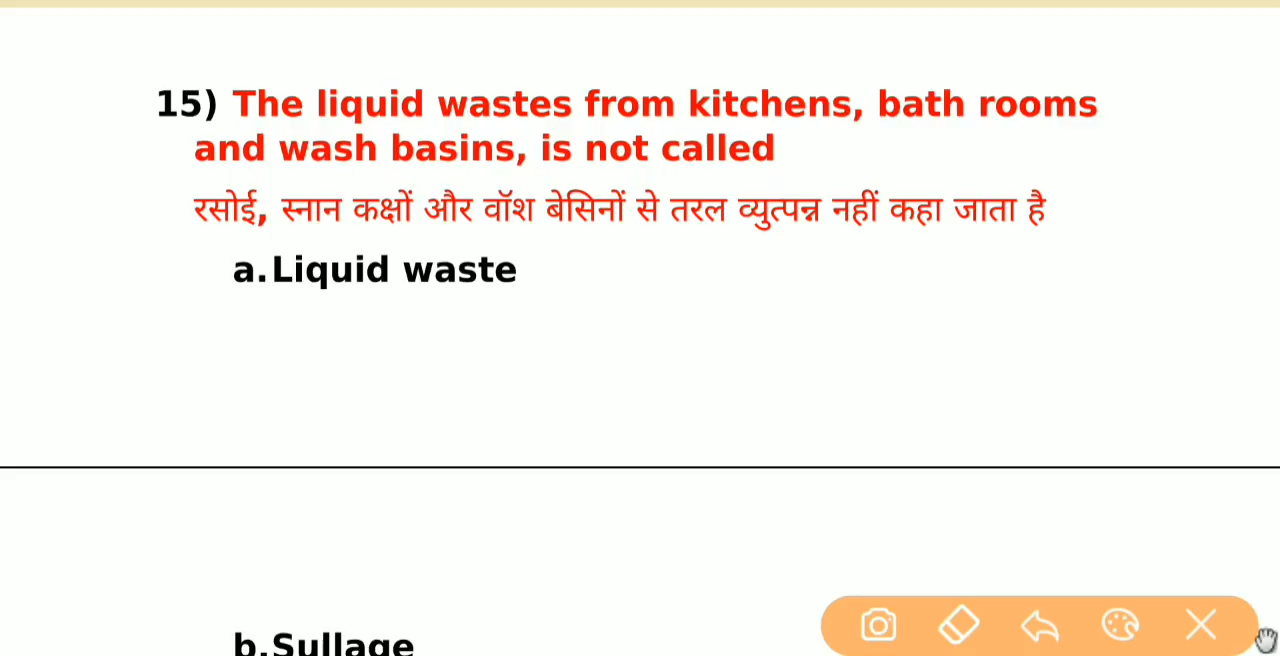 15) The liquid wastes from kitchens, bath rooms
and wash basins, is not called
रसोई, स्नान कक्षों और वॉश बेसिनों से तरल व्युत्पन्न नहीं कहा जाता है
a. Liquid waste
b. Sullage